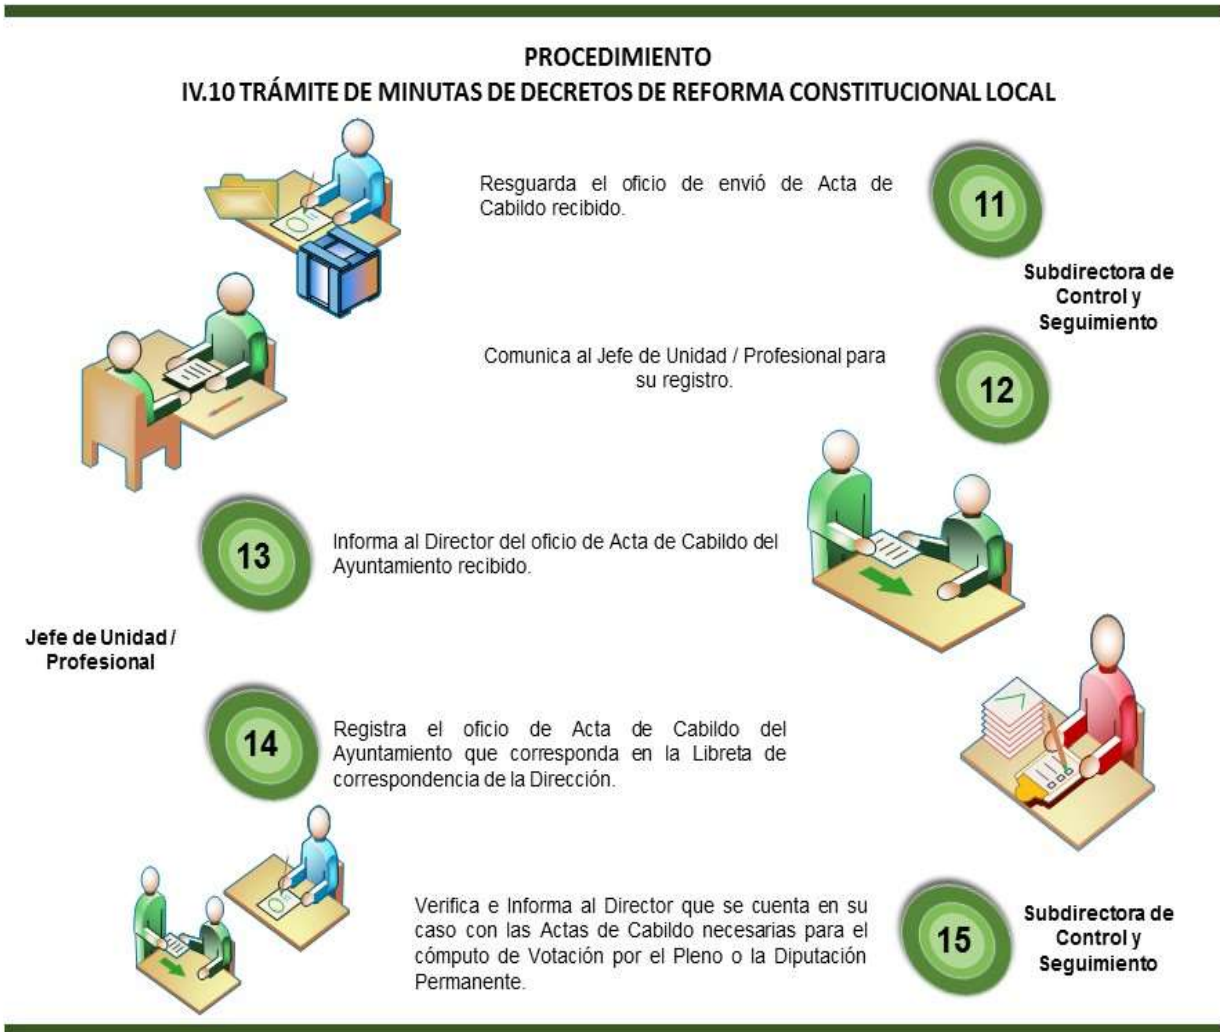 PROCEDIMIENTO
IV.10 TRÁMITE DE MINUTAS DE DECRETOS DE REFORMA CONSTITUCIONAL LOCAL
Resguarda el oficio de envió de Acta de
Cabildo recibido.
11
Subdirectora de
Control y
Seguimiento
Comunica al Jefe de Unidad / Profesional para
su registro.
12
13
Informa al Director del oficio de Acta de Cabildo del
Ayuntamiento recibido.
Jefe de Unidad /
Profesional
14
Registra el oficio de Acta de Cabildo del
Ayuntamiento que corresponda en la Libreta de
correspondencia de la Dirección.
Verifica e Informa al Director que se cuenta en su
caso con las Actas de Cabildo necesarias para el
cómputo de Votación por el Pleno o la Diputación
Permanente.
15
Subdirectora de
Control y
Seguimiento